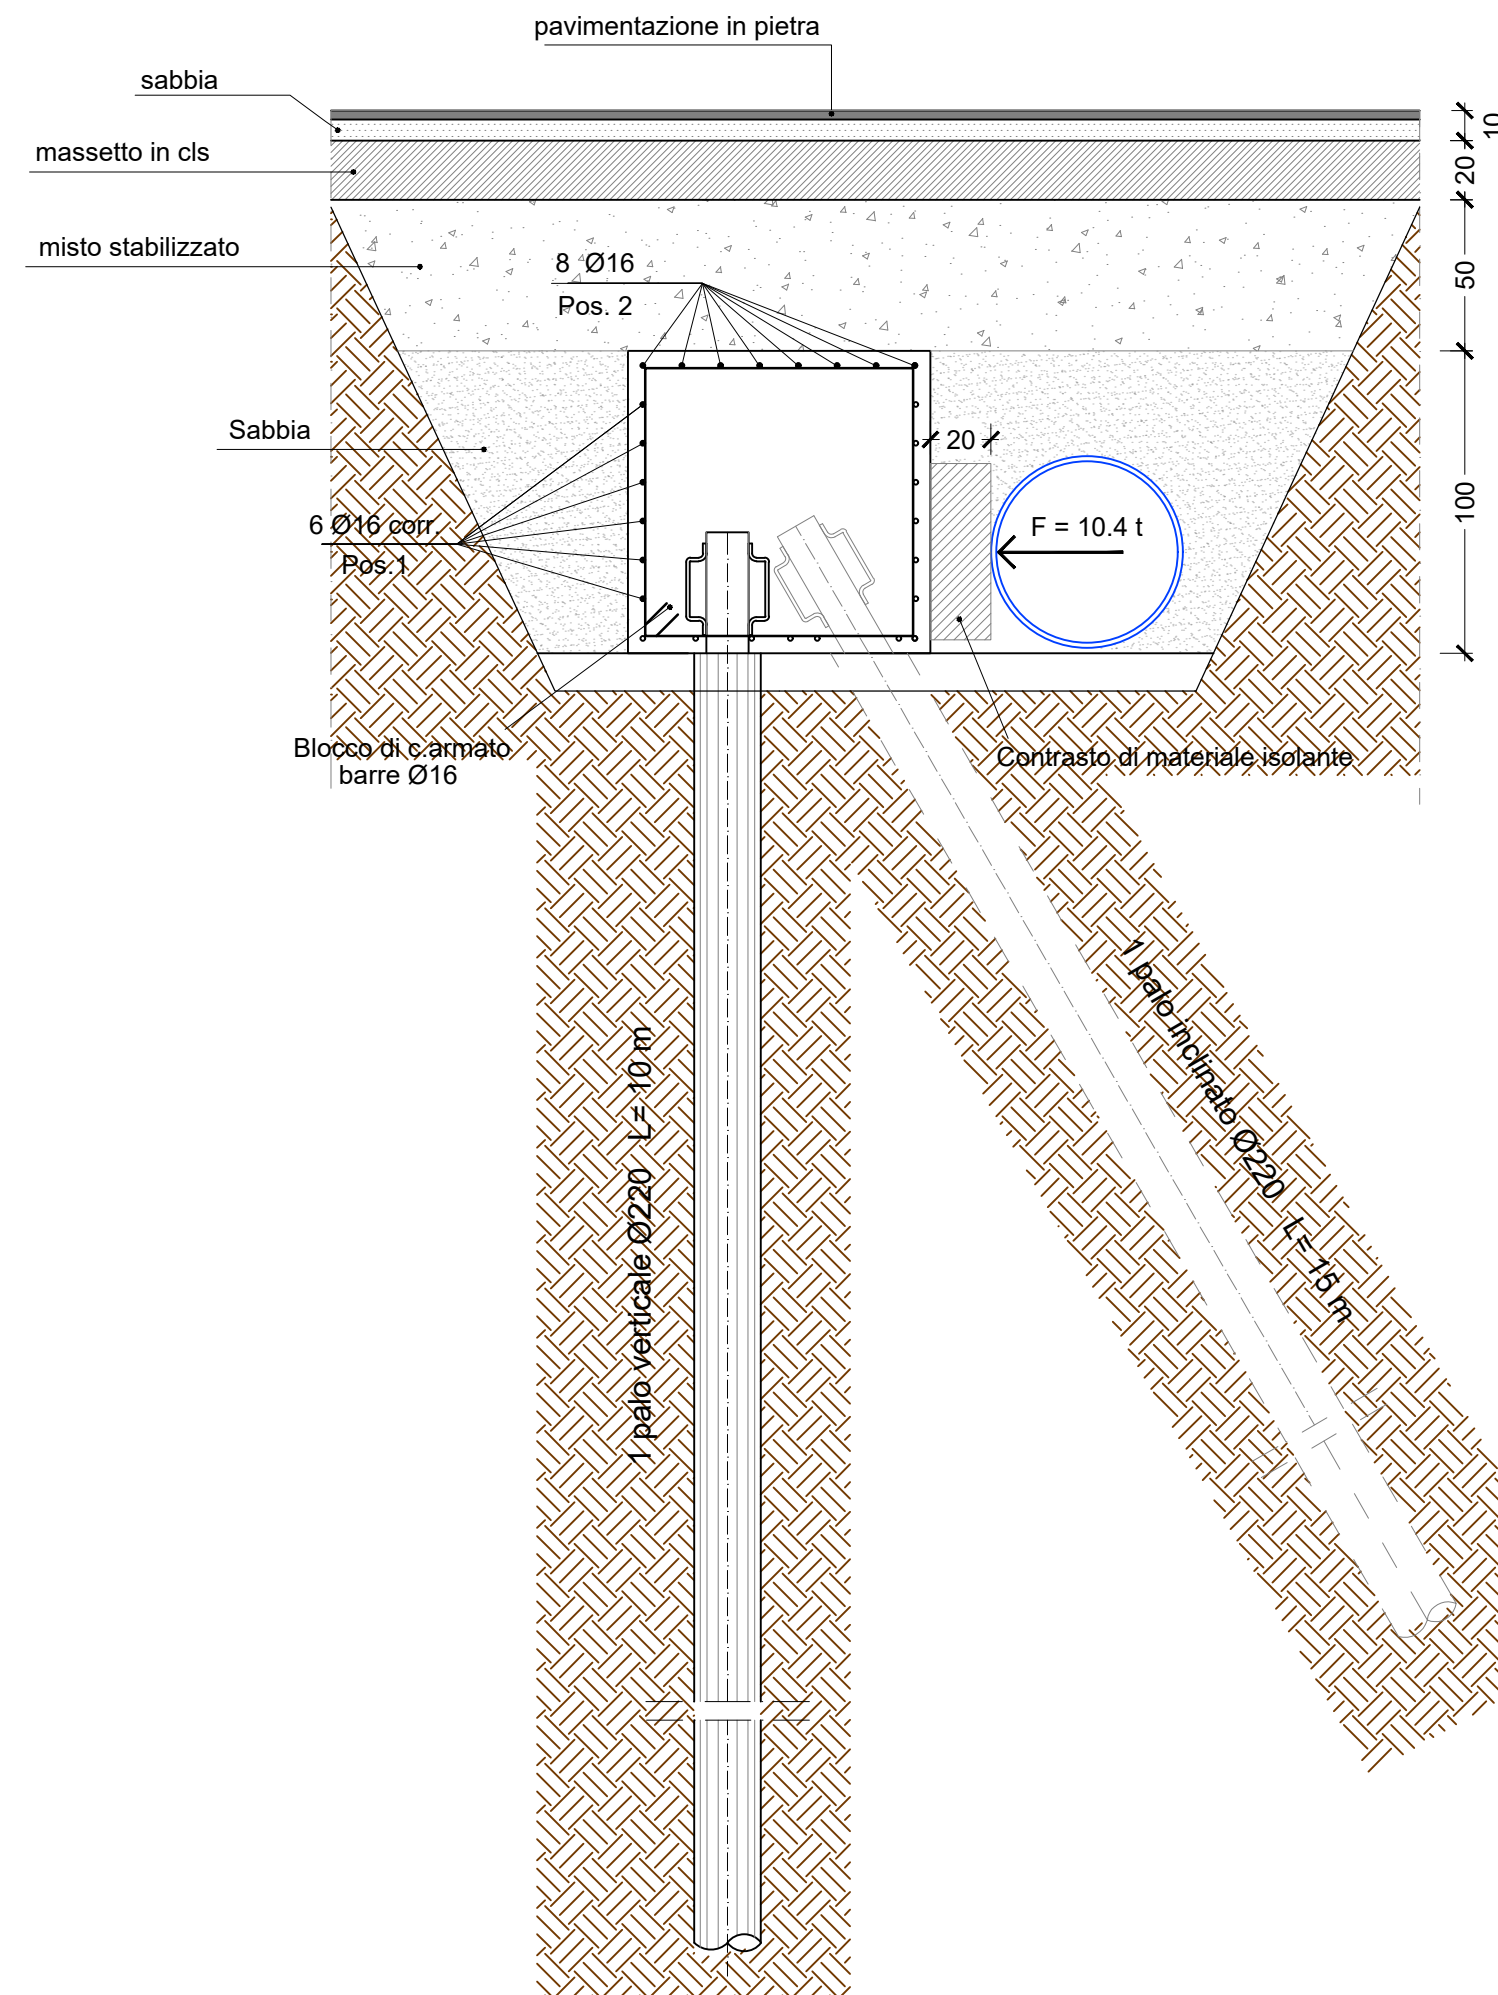 pavimentazione in pietra
sabbia
10
massetto in cls
20
misto stabilizzato
8 Ø16
Pos. 2
50
Sabbia
20
100
6 Ø16 corr.
Pos.1
F = 10.4 t
Blocco di c.armato
barre Ø16
Contrasto di materiale isolante
1 palo verticale Ø220 L= 10 m
1 palo inclinato Ø220 L= 15 m